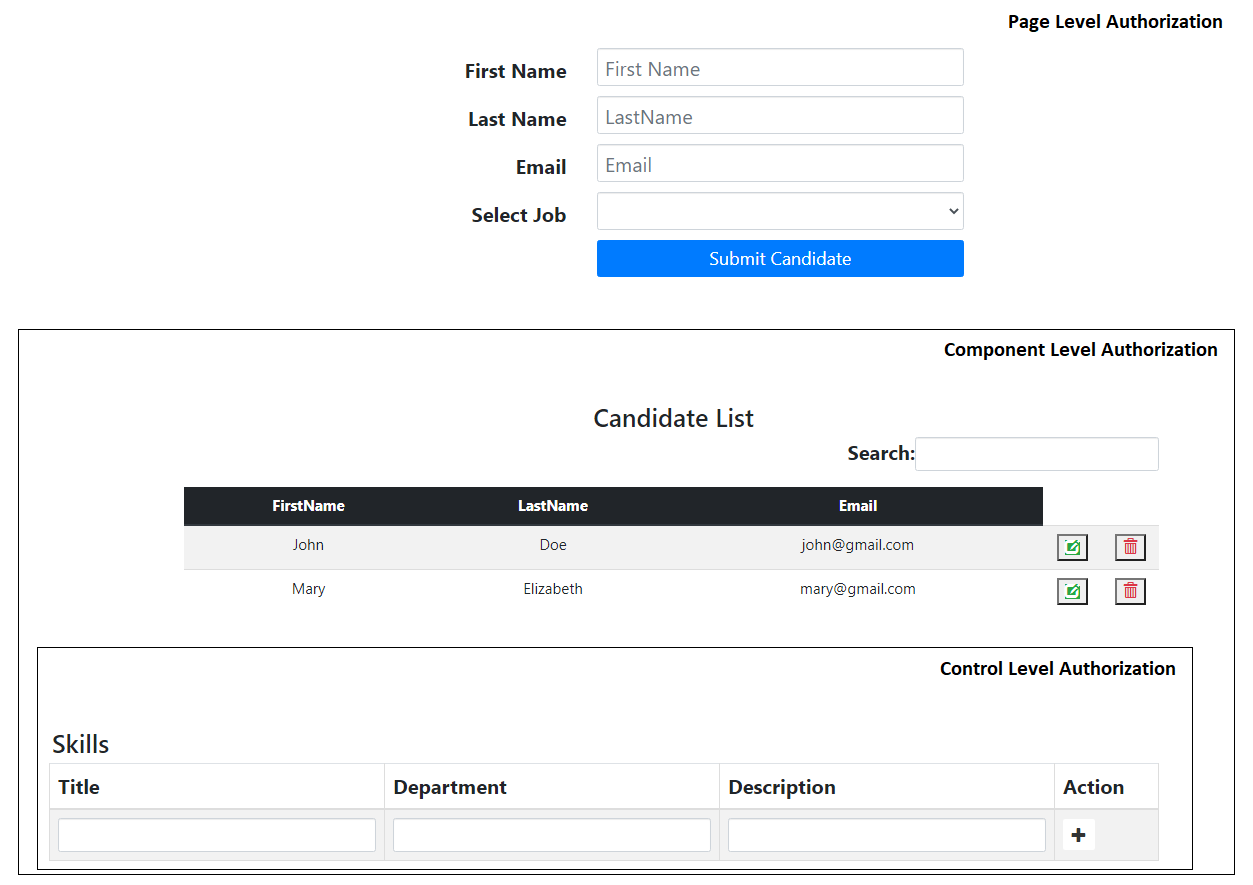 Page Level Authorization
First Name First Name
Last Name LastName
Email Email
Select Job
Submit Candidate
Component Level Authorization
Candidate List
Search:
FirstName LastName Email
John Doe john@gmail.com
Mary Elizabeth mary@gmail.com
Control Level Authorization
Skills
Title Department Description Action